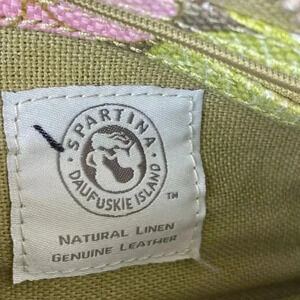 SPARTINA
DAUFUSKIE ISLAND
TM
NATURAL LINEN
GENUINE LEATHER